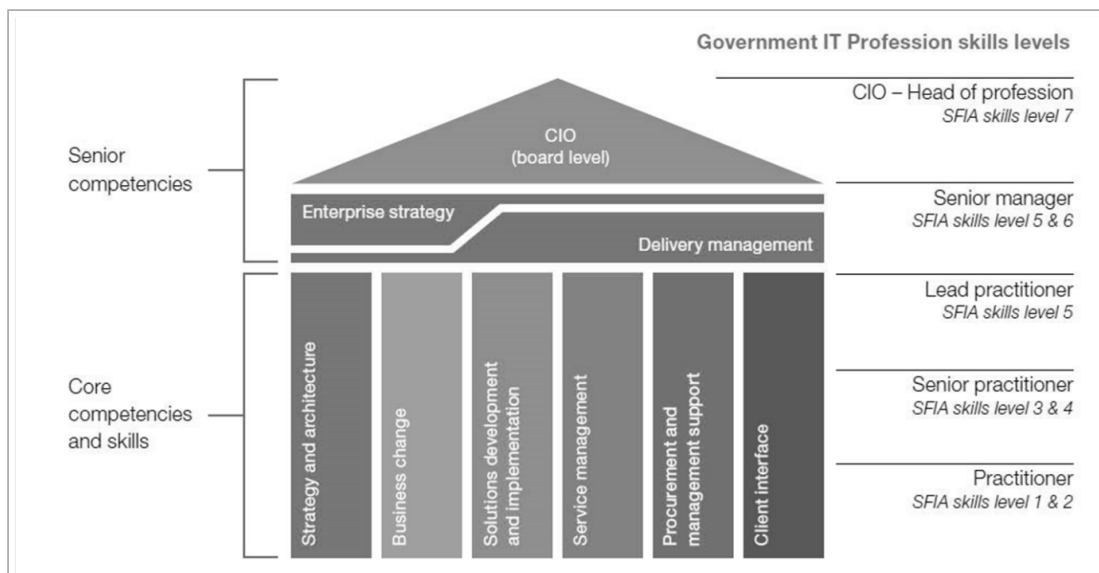 Government IT Profession skills levels
CIO – Head of profession
SFIA skills level 7
CIO
(board level)
Senior
competencies
Senior manager
SFIA skills level 5 & 6
Enterprise strategy
Delivery management
Lead practitioner
SFIA skills level 5
Core
competencies
and skills
Strategy and architecture
Business change
Solutions development
and implementation
Service management
Procurement and
management support
Client interface
Senior practitioner
SFIA skills level 3 & 4
Practitioner
SFIA skills level 1 & 2